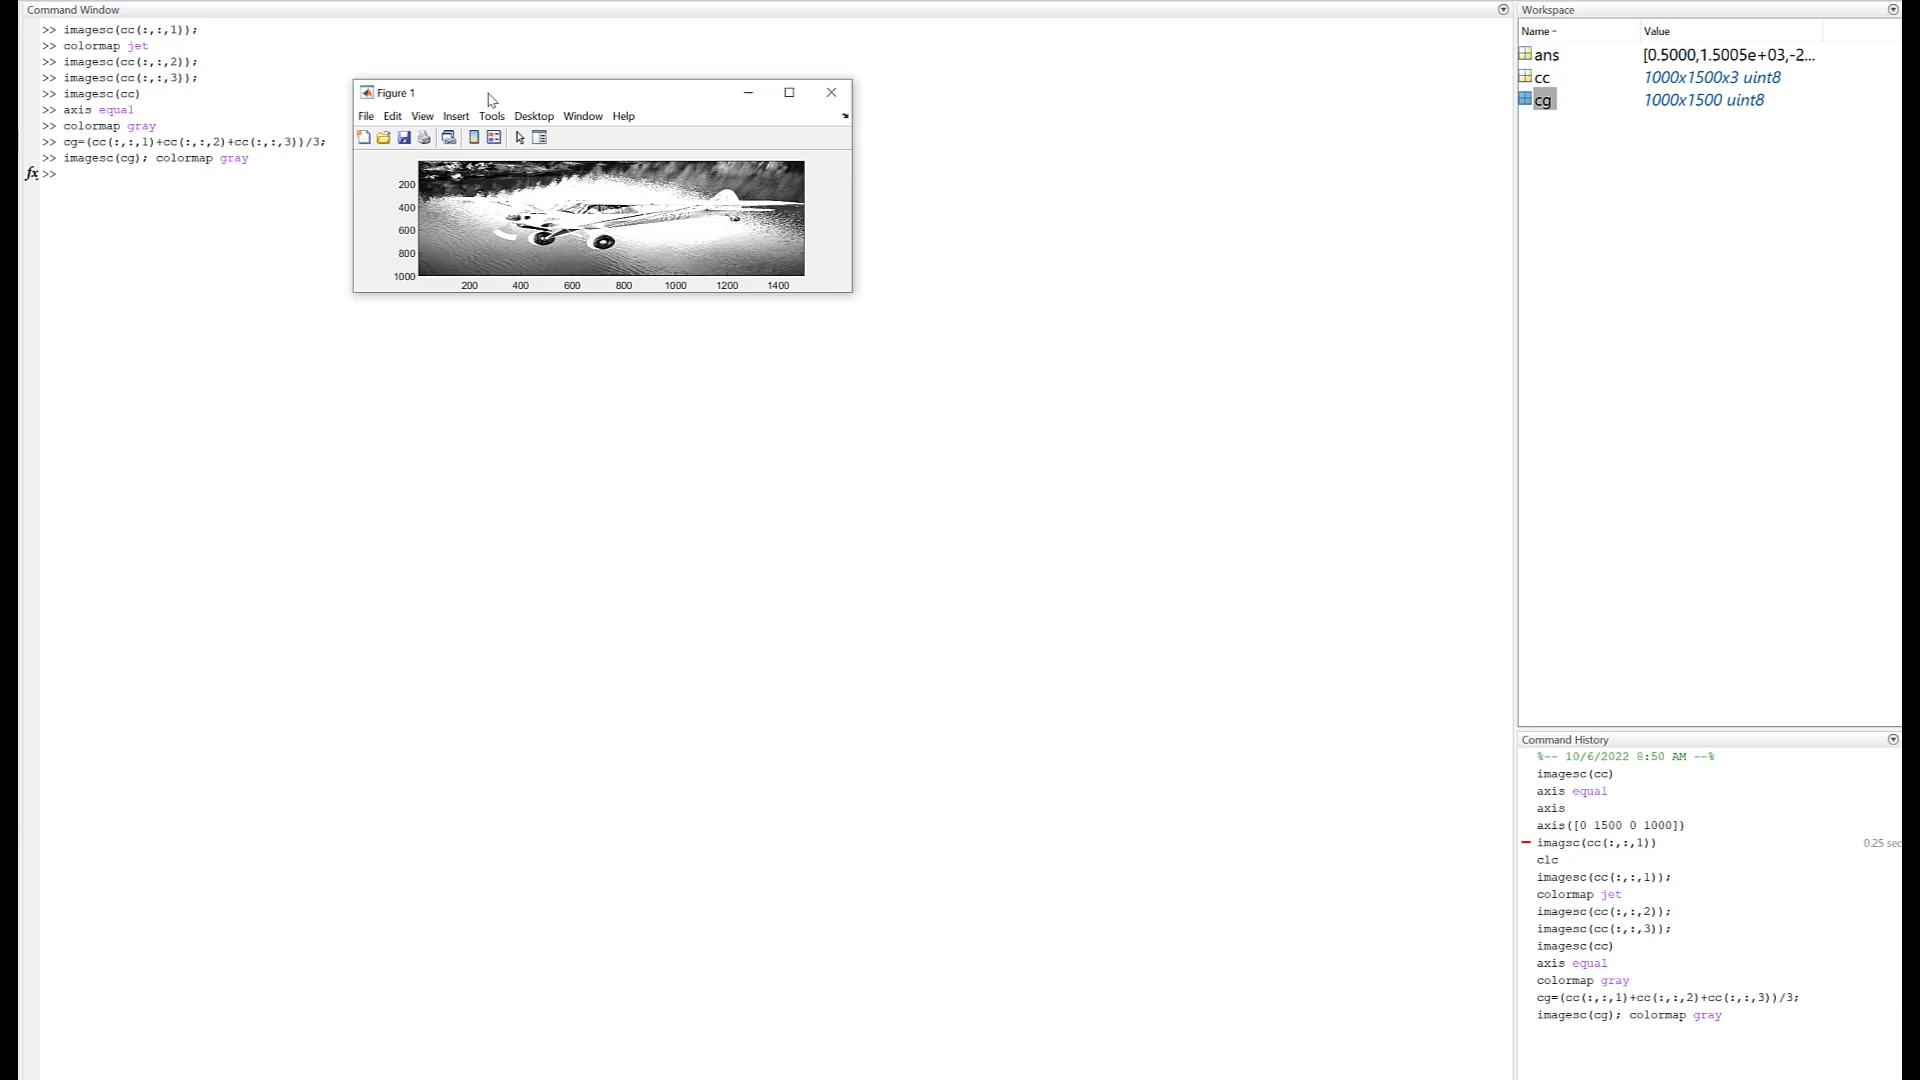 Command Window
>> imagesc(cc(:,:,1));
>> colormap jet
>> imagesc(cc(:,:,2));
>> imagesc(cc(:,:,3));
>> imagesc(cc)
>> axis equal
>> colormap gray
>> cg=(cc(:,:,1)+cc(:,:,2)+cc(:,:,3))/3;
>> imagesc(cg); colormap gray
fx >>
Figure 1
File Edit View Insert Tools Desktop Window Help
200
400
600
800
1000
200 400 600 800 1000 1200 1400
Workspace
Name Value
ans [0.5000,1.5005e+03,-2...
cc 1000x1500x3 uint8
cg 1000x1500 uint8
Command History
%-- 10/6/2022 8:50 AM --%
imagesc(cc)
axis equal
axis
axis([0 1500 0 1000])
imagsc(cc(:,:,1)) 0.25 sec
clc
imagesc(cc(:,:,1));
colormap jet
imagesc(cc(:,:,2));
imagesc(cc(:,:,3));
imagesc(cc)
axis equal
colormap gray
cg=(cc(:,:,1)+cc(:,:,2)+cc(:,:,3))/3;
imagesc(cg); colormap gray